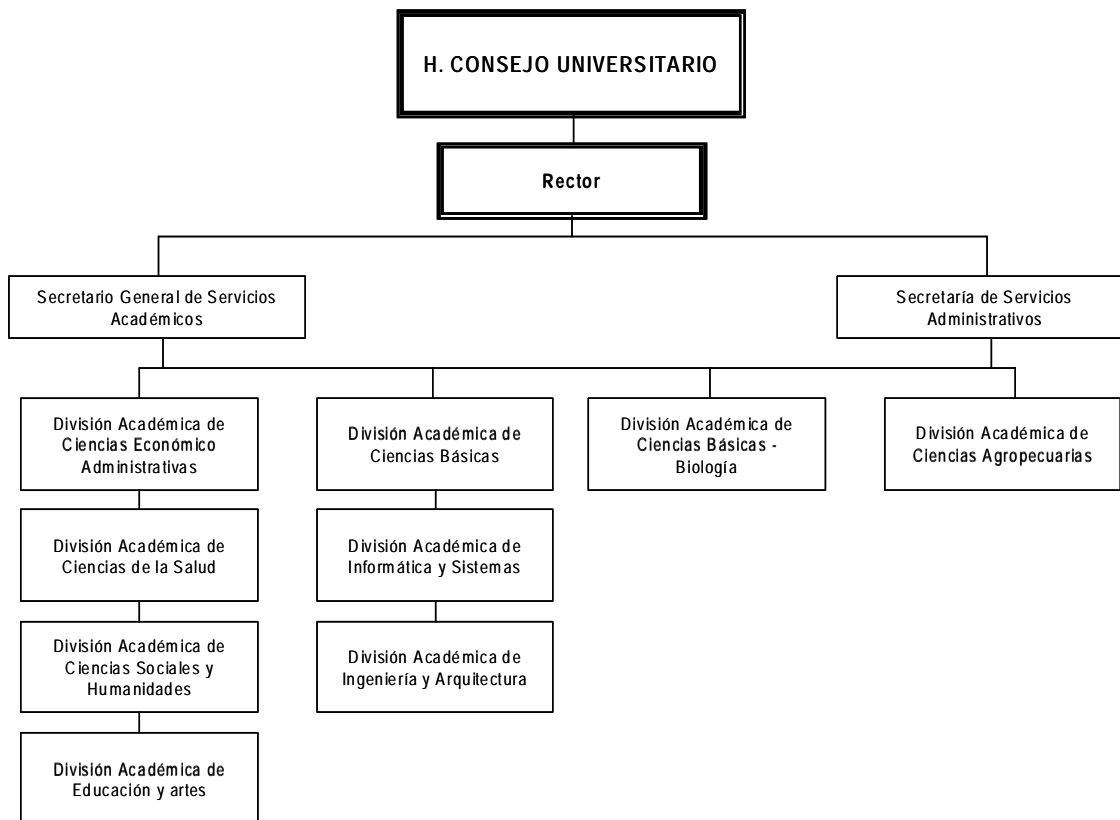 H. CONSEJO UNIVERSITARIO
Rector
Secretario General de Servicios
Académicos
Secretaría de Servicios
Administrativos
División Académica de
Ciencias Económico
Administrativas
División Académica de
Ciencias Básicas
División Académica de
Ciencias Básicas -
Biología
División Académica de
Ciencias Agropecuarias
División Académica de
Ciencias de la Salud
División Académica de
Informática y Sistemas
División Académica de
Ciencias Sociales y
Humanidades
División Académica de
Ingeniería y Arquitectura
División Académica de
Educación y artes